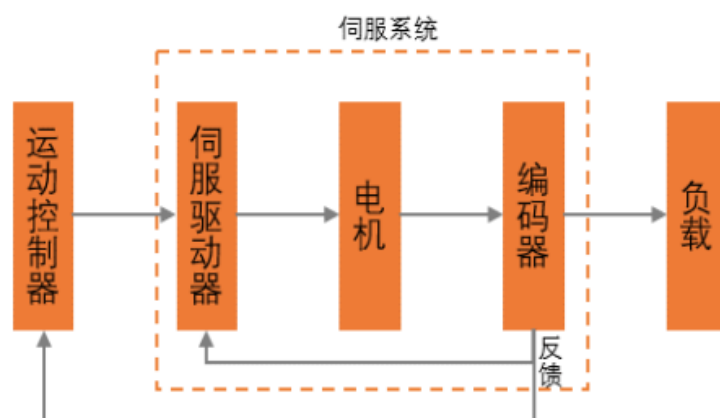 伺服系统
运动控制器
伺服驱动器
电机
编码器
负载
反馈